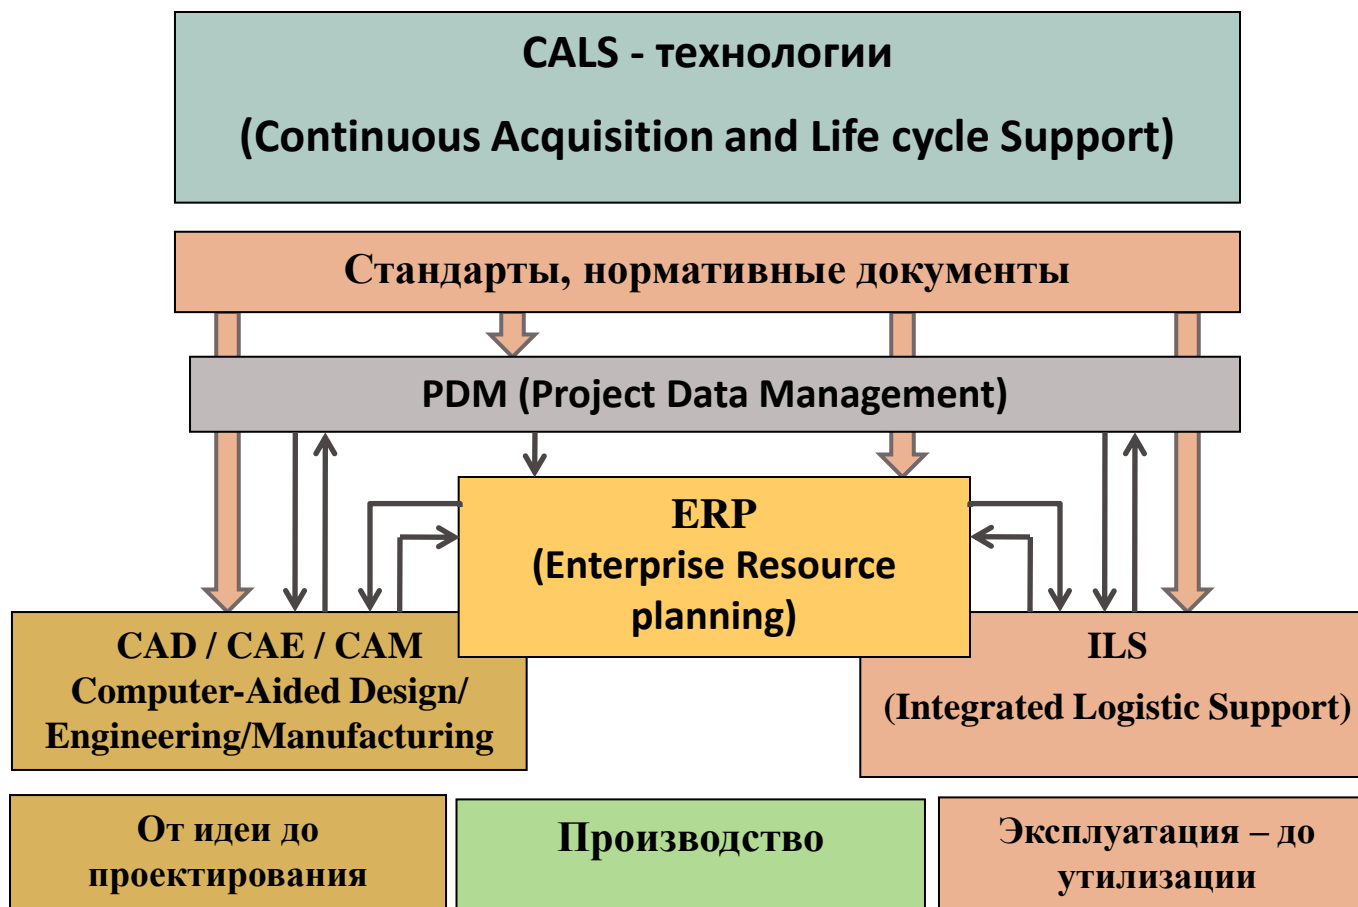 CALS - технологии
(Continuous Acquisition and Life cycle Support)
Стандарты, нормативные документы
PDM (Project Data Management)
ERP
(Enterprise Resource
planning)
CAD / CAE / CAM
Computer-Aided Design/
Engineering/Manufacturing
ILS
(Integrated Logistic Support)
От идеи до
проектирования
Производство
Эксплуатация – до
утилизации